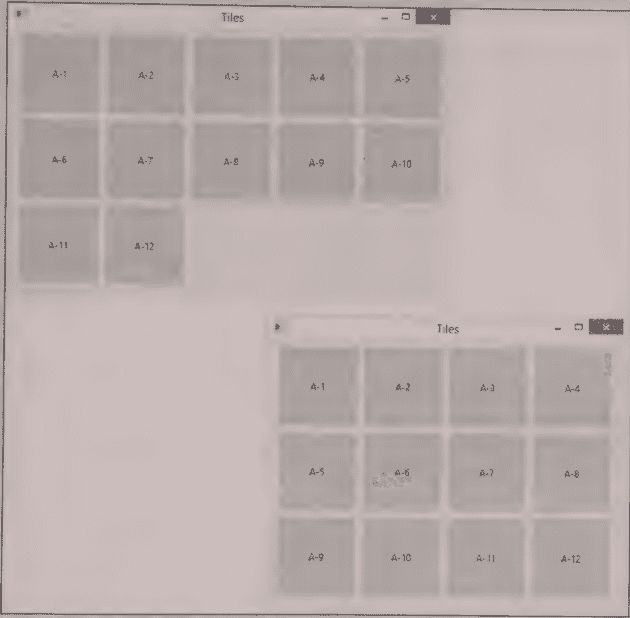 Tiles
A-1 A-2 A-3 A-4 A-5
A-6 A-7 A-8 A-9 A-10
A-11 A-12
Tiles
A-1 A-2 A-3 A-4
A-5 A-6 A-7 A-8
A-9 A-10 A-11 A-12